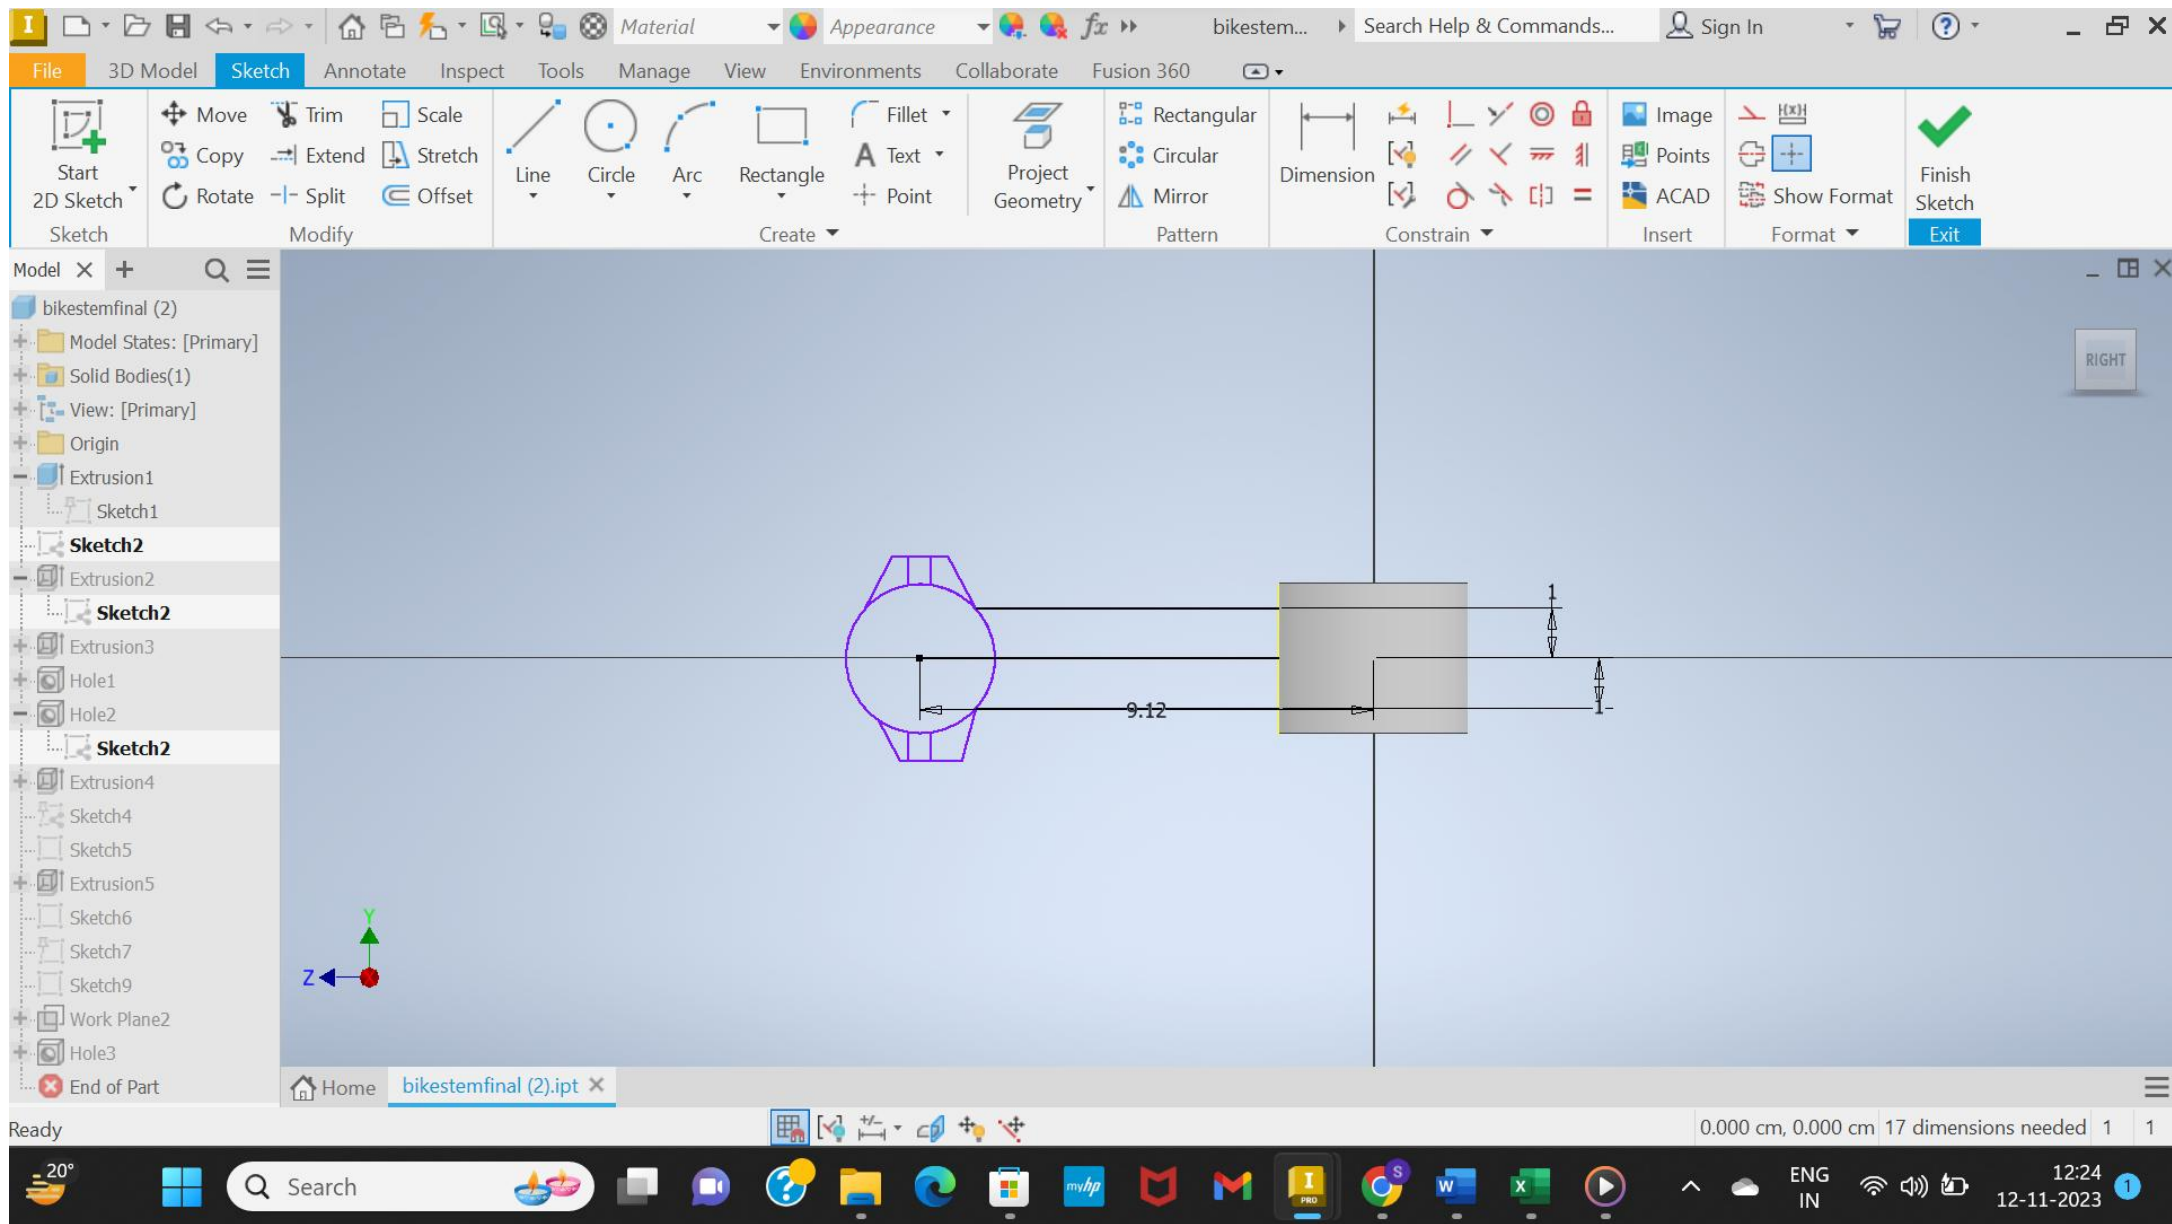 I PRO Material Appearance fx bikestem... Search Help & Commands... Sign In
File 3D Model Sketch Annotate Inspect Tools Manage View Environments Collaborate Fusion 360
Move Trim Scale Fillet Rectangular Image
Copy Extend Stretch A Text Circular Points
Start 2D Sketch Rotate Split Offset Line Circle Arc Rectangle Point Project Geometry Mirror Dimension ACAD Show Format Finish Sketch
Sketch Modify Create Pattern Constrain Insert Format Exit
Model
bikestemfinal (2)
Model States: [Primary]
Solid Bodies(1)
View: [Primary]
Origin
Extrusion1
Sketch1
Sketch2
Extrusion2
Sketch2
Extrusion3
Hole1
Hole2
Sketch2
Extrusion4
Sketch4
Sketch5
Extrusion5
Sketch6
Sketch7
Sketch9
Work Plane2
Hole3
End of Part
RIGHT
1
1
9.12
Y
Z
Home bikestemfinal (2).ipt
Ready 0.000 cm, 0.000 cm 17 dimensions needed 1 1
20° Search myhp I PRO S W X ENG IN 12:24 12-11-2023 1